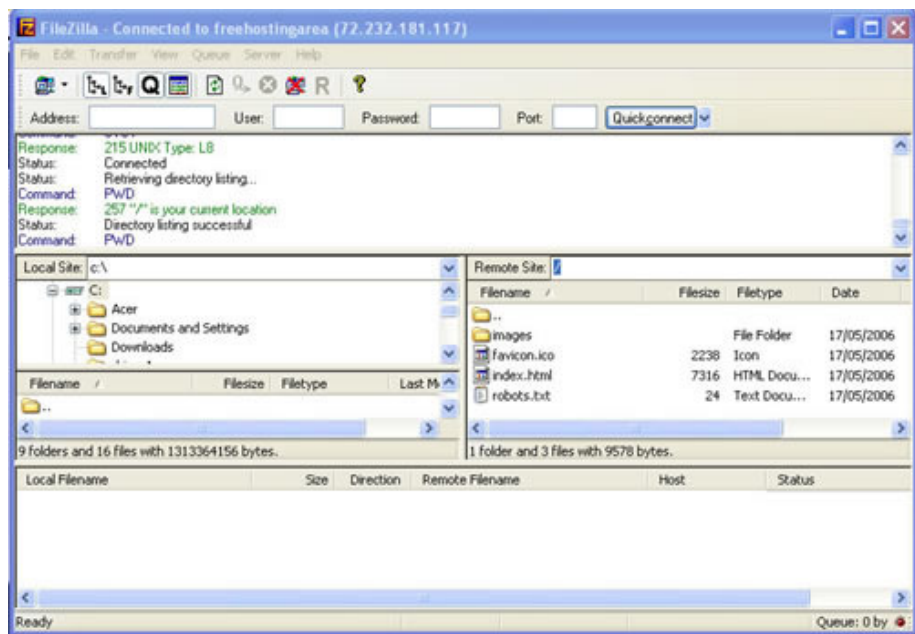 FileZilla - Connected to freehostingarea (72.232.181.117)
File Edit Transfer View Queue Server Help
Address: User: Password: Port: Quickconnect
Response: 215 UNIX Type: L8
Status: Connected
Status: Retrieving directory listing...
Command: PWD
Response: 257 "/" is your current location
Status: Directory listing successful
Command: PWD
Local Site: c:\
C:
Acer
Documents and Settings
Downloads
Filename / Filesize Filetype Last M
..
9 folders and 16 files with 1313364156 bytes.
Remote Site: /
Filename / Filesize Filetype Date
..
images File Folder 17/05/2006
favicon.ico 2238 Icon 17/05/2006
index.html 7316 HTML Docu... 17/05/2006
robots.txt 24 Text Docu... 17/05/2006
1 folder and 3 files with 9578 bytes.
Local Filename Size Direction Remote Filename Host Status
Ready Queue: 0 by